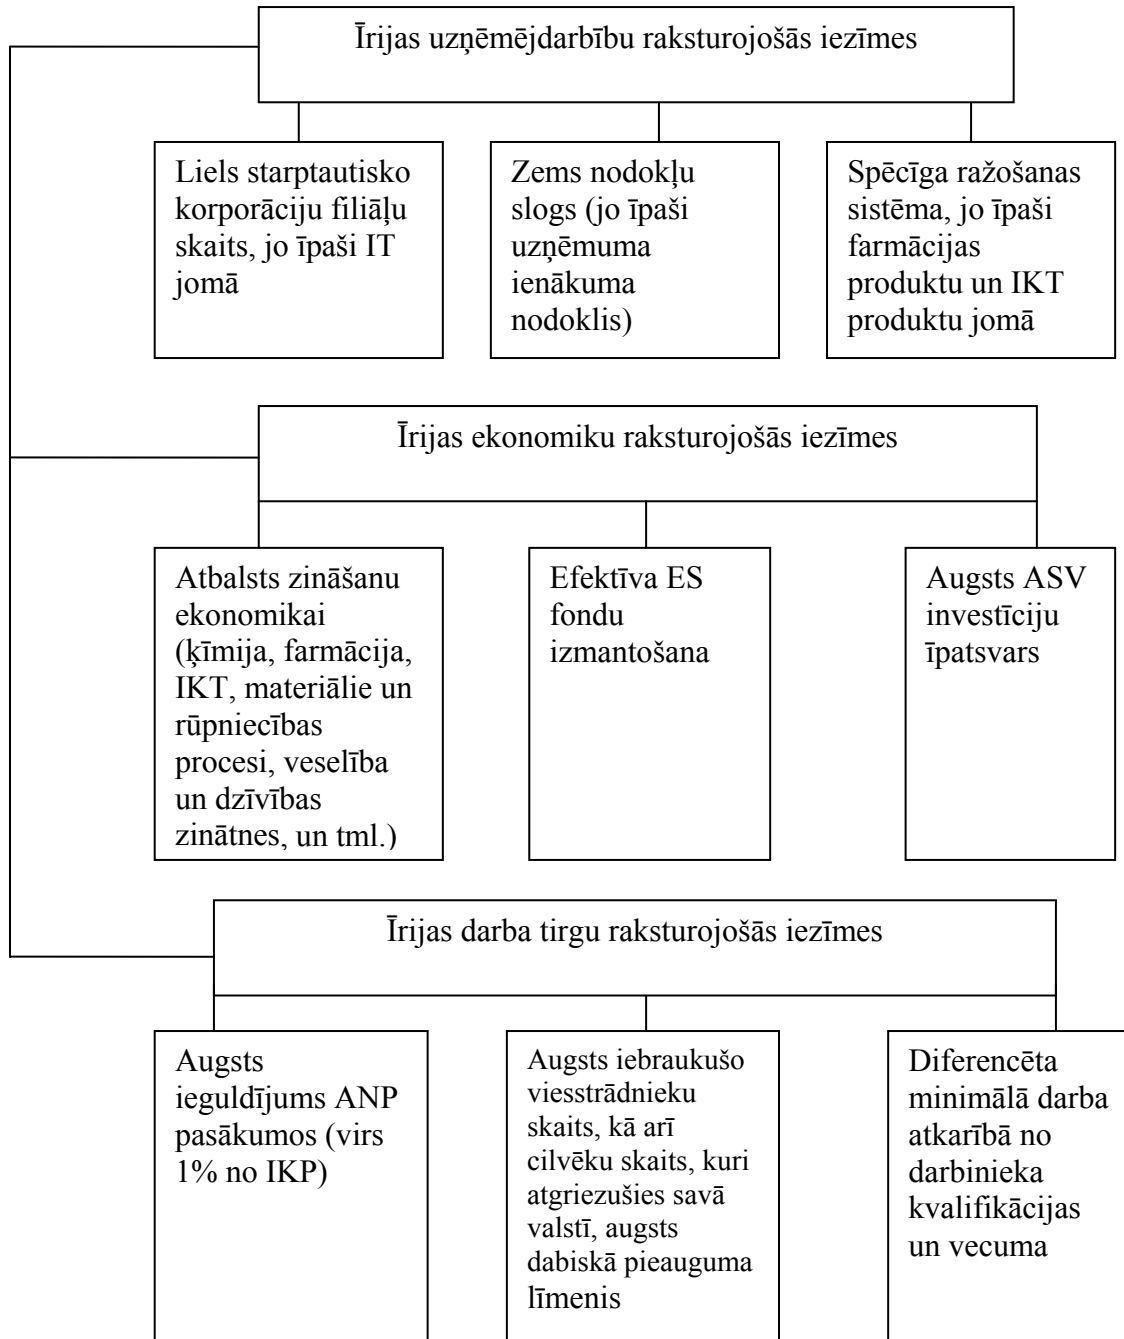 Īrijas uzņēmējdarbību raksturojošās iezīmes
Liels starptautisko
korporāciju filiāļu
skaits, jo īpaši IT
jomā
Zems nodokļu
slogs (jo īpaši
uzņēmuma
ienākuma
nodoklis)
Spēcīga ražošanas
sistēma, jo īpaši
farmācijas
produktu un IKT
produktu jomā
Īrijas ekonomiku raksturojošās iezīmes
Atbalsts zināšanu
ekonomikai
(ķīmija, farmācija,
IKT, materiālie un
rūpniecības
procesi, veselība
un dzīvības
zinātnes, un tml.)
Efektīva ES
fondu
izmantošana
Augsts ASV
investīciju
īpatsvars
Īrijas darba tirgu raksturojošās iezīmes
Augsts
ieguldījums ANP
pasākumos (virs
1% no IKP)
Augsts iebraukušo
viesstrādnieku
skaits, kā arī
cilvēku skaits, kuri
atgriezušies savā
valstī, augsts
dabiskā pieauguma
līmenis
Diferencēta
minimālā darba
atkarībā no
darbinieka
kvalifikācijas
un vecuma